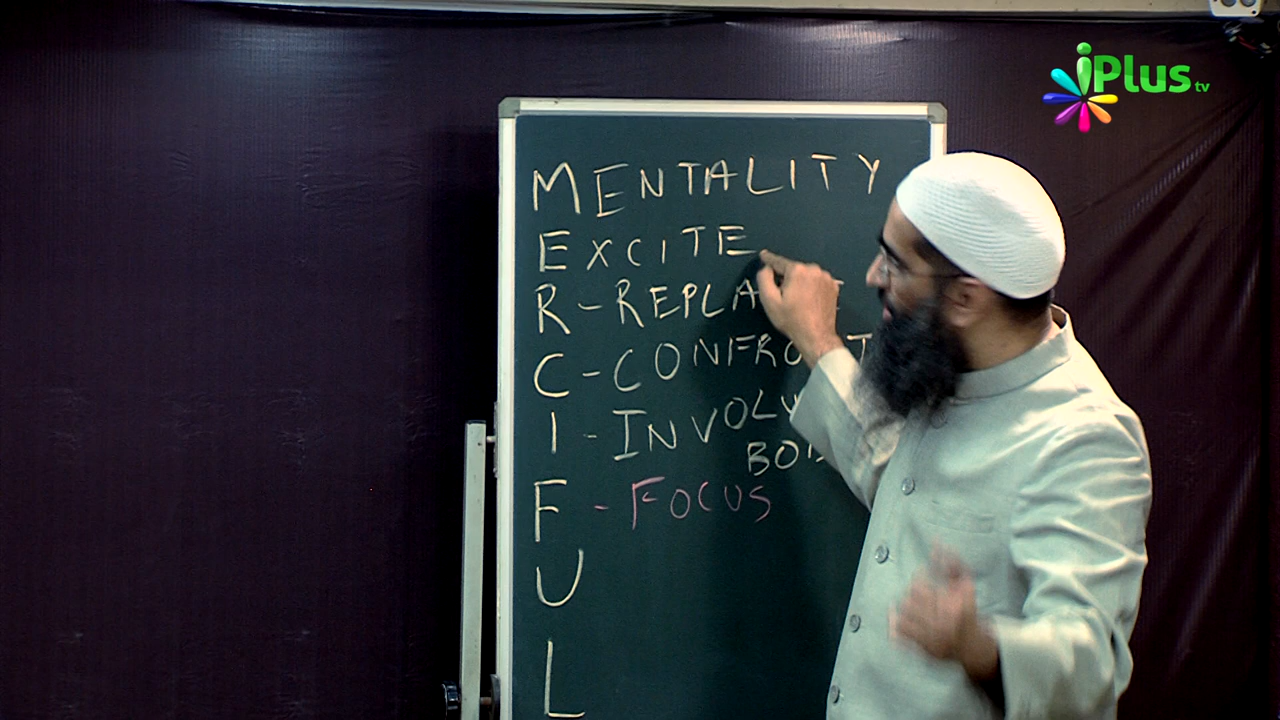 iPlus tv
MENTALITY
EXCITE
R-REPLA
C-CONFRO T
I-INVOLV
BO
F-FOCUS
U
L